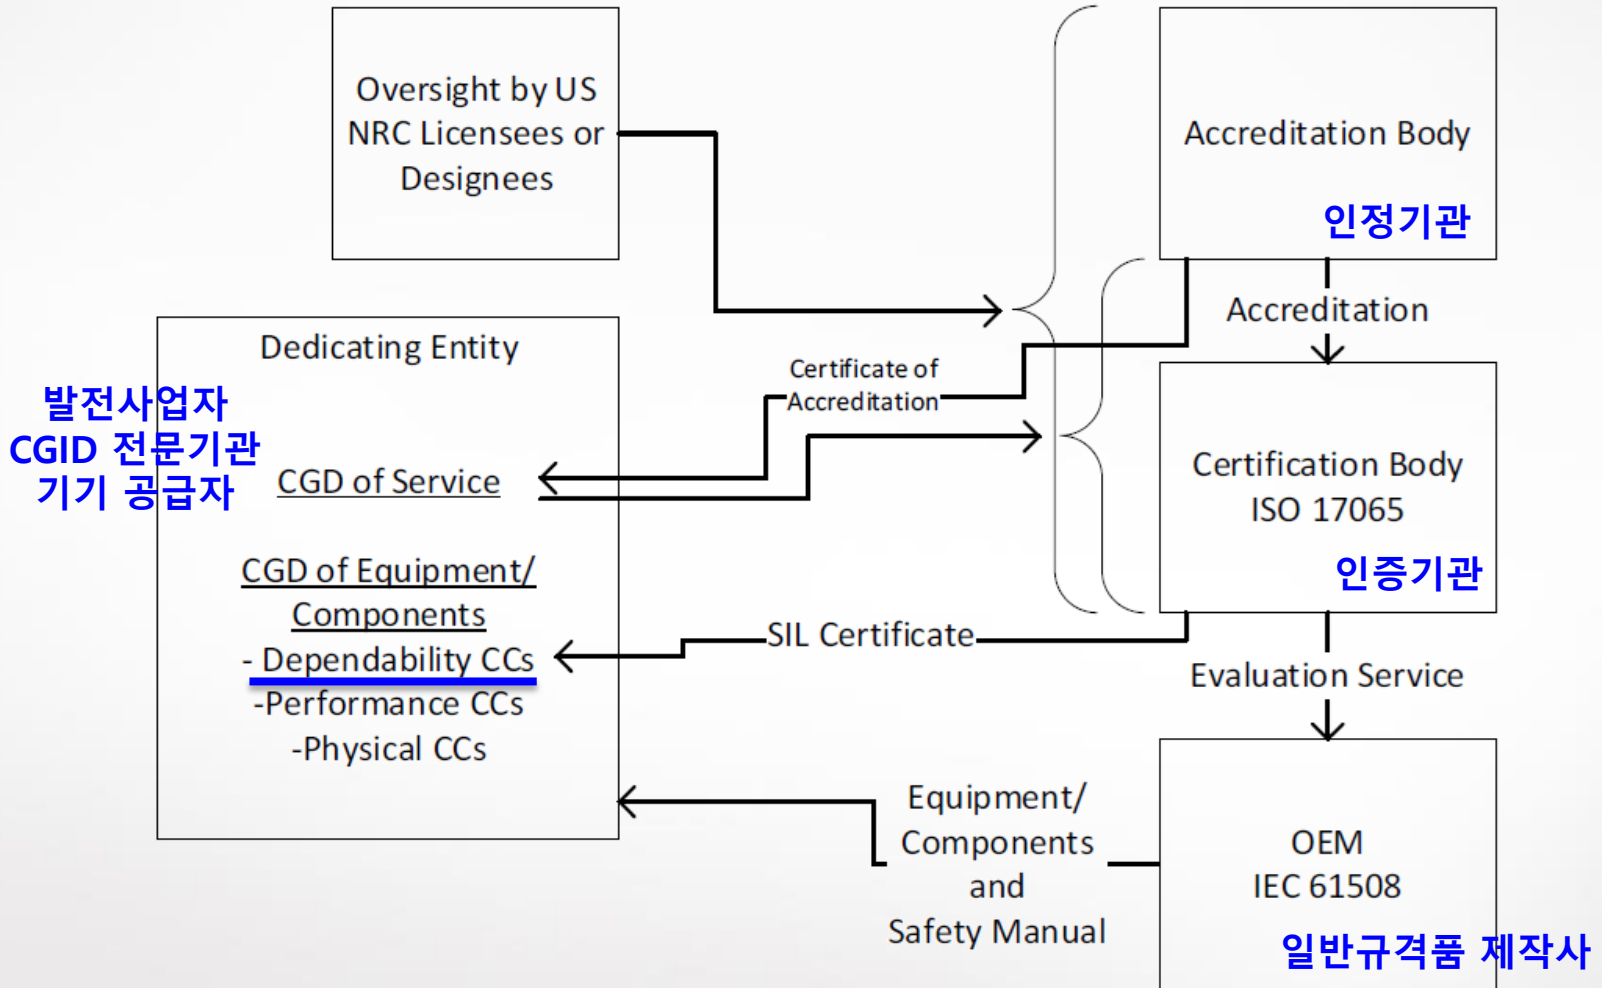 Oversight by US
NRC Licensees or
Designees
Accreditation Body
인정기관
Accreditation
Dedicating Entity
발전사업자
CGID 전문기관
기기 공급자
CGD of Service
Certificate of
Accreditation
Certification Body
ISO 17065
인증기관
CGD of Equipment/
Components
- Dependability CCs
-Performance CCs
-Physical CCs
SIL Certificate
Evaluation Service
Equipment/
Components
and
Safety Manual
OEM
IEC 61508
일반규격품 제작사